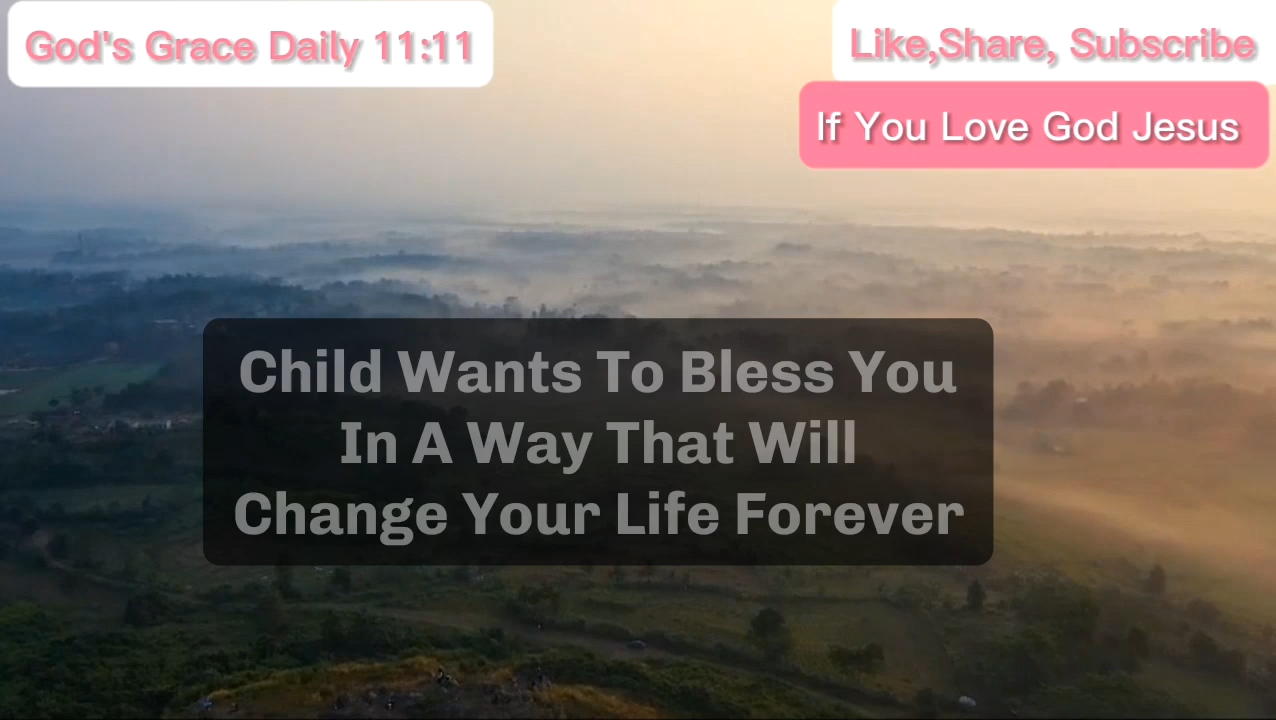 God's Grace Daily 11:11
Like,Share, Subscribe
If You Love God Jesus
Child Wants To Bless You
In A Way That Will
Change Your Life Forever